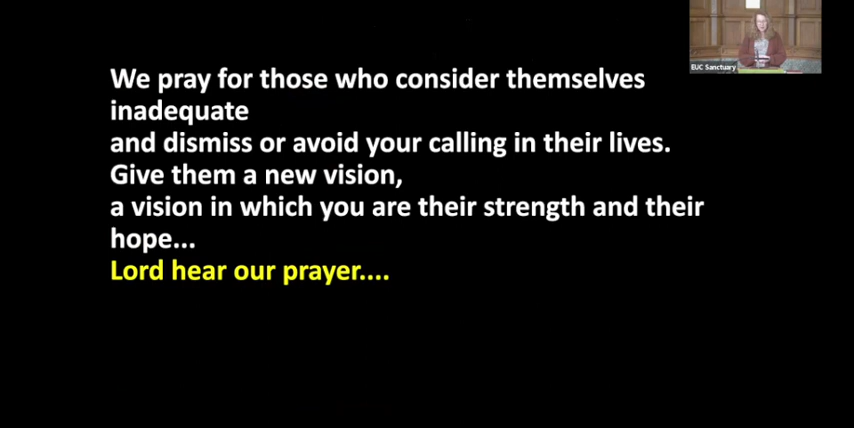 EUC Sanctuary
We pray for those who consider themselves
inadequate
and dismiss or avoid your calling in their lives.
Give them a new vision,
a vision in which you are their strength and their
hope...
Lord hear our prayer....